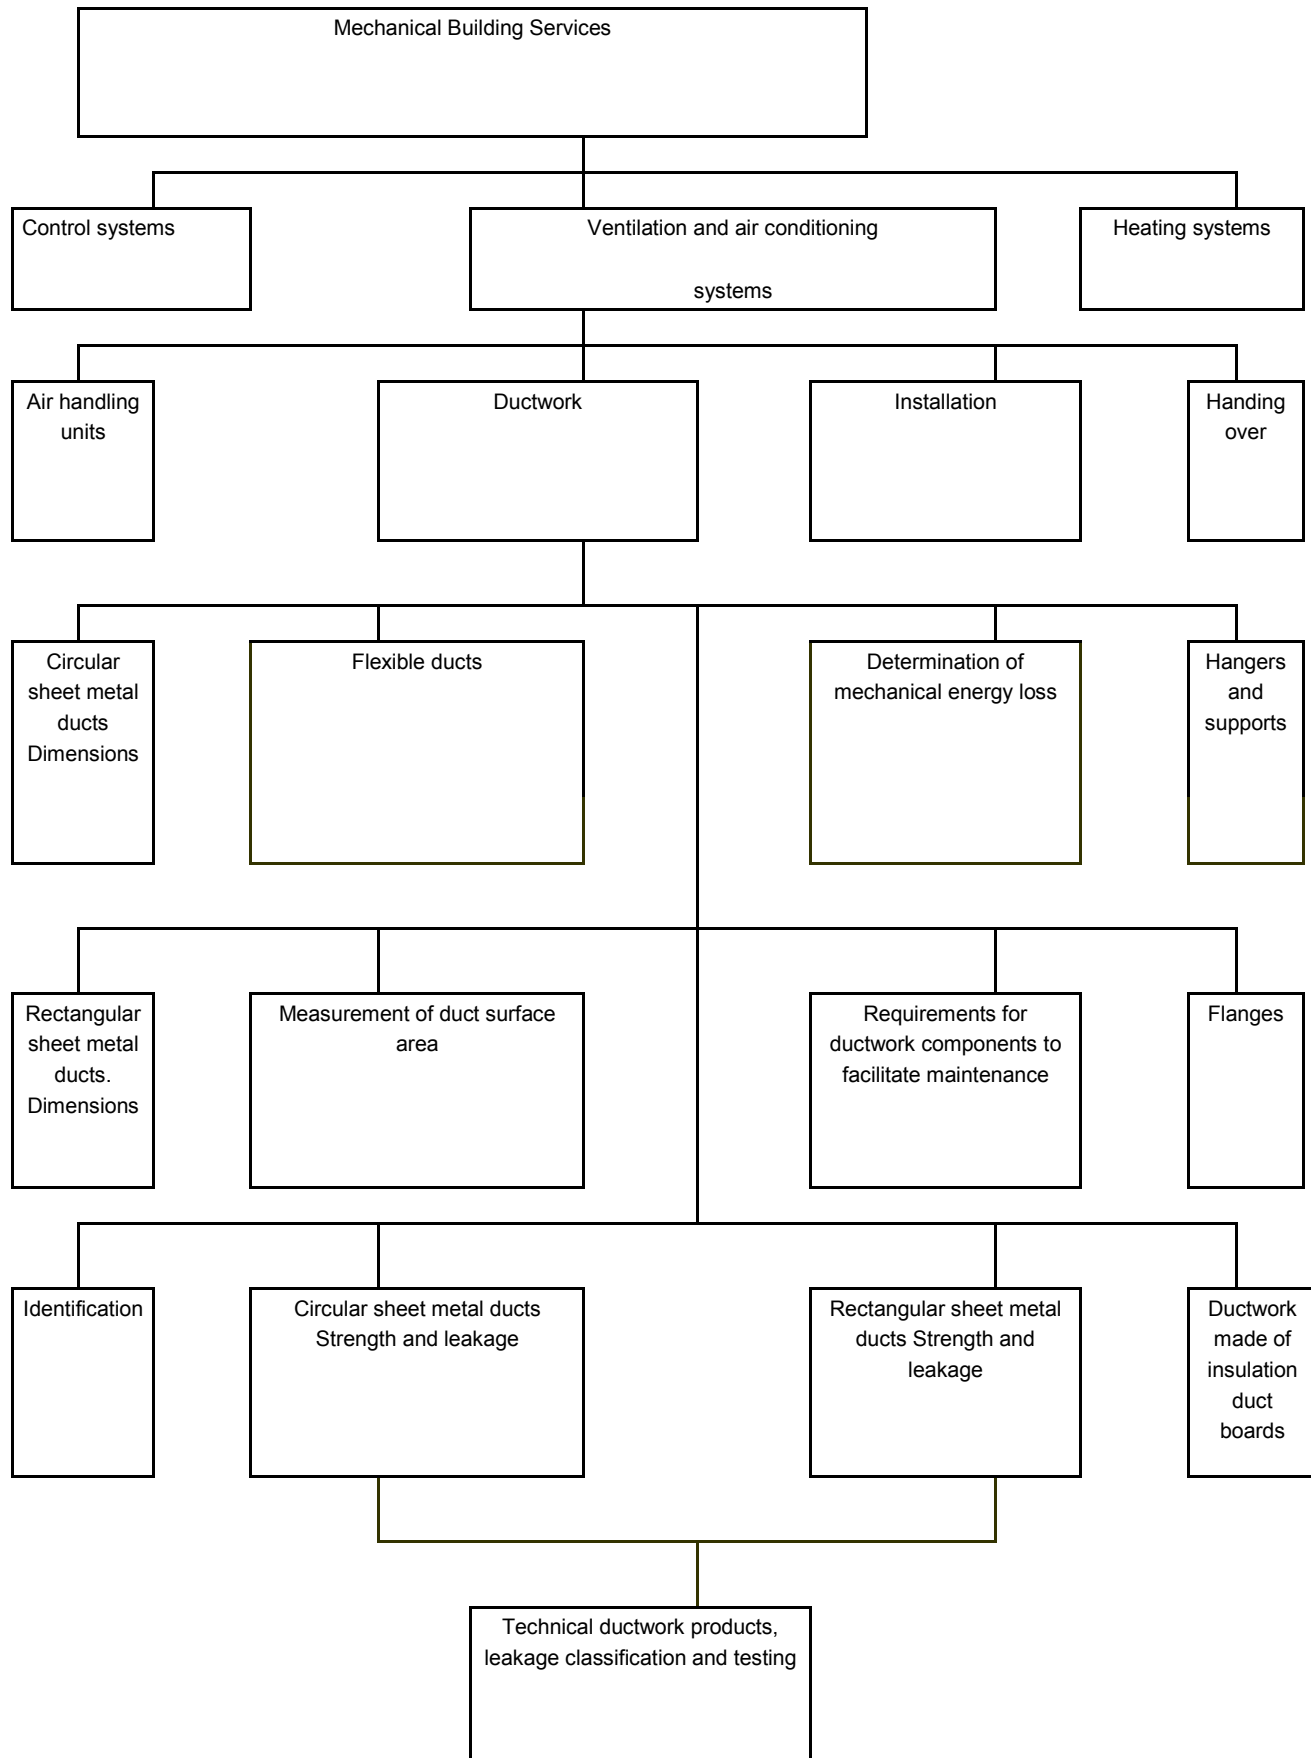 Mechanical Building Services
Control systems
Ventilation and air conditioning
systems
Heating systems
Air handling
units
Ductwork
Installation
Handing
over
Circular
sheet metal
ducts
Dimensions
Flexible ducts
Determination of
mechanical energy loss
Hangers
and
supports
Rectangular
sheet metal
ducts.
Dimensions
Measurement of duct surface
area
Requirements for
ductwork components to
facilitate maintenance
Flanges
Identification
Circular sheet metal ducts
Strength and leakage
Rectangular sheet metal
ducts Strength and
leakage
Ductwork
made of
insulation
duct
boards
Technical ductwork products,
leakage classification and testing